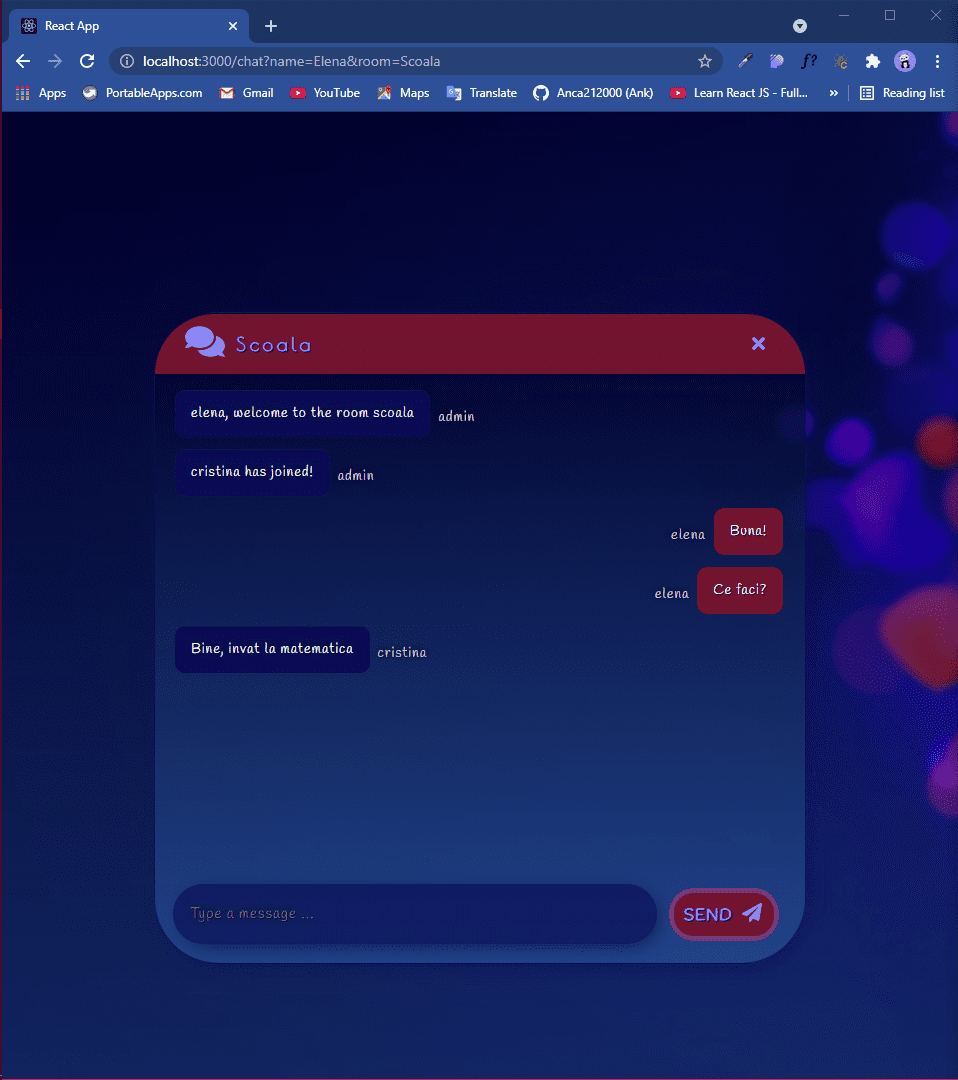 React App
localhost:3000/chat?name=Elena&room=Scoala
f?
Apps PortableApps.com Gmail YouTube Maps Translate Anca212000 (Ank) Learn React JS - Full... » Reading list
Scoala
elena, welcome to the room scoala admin
cristina has joined! admin
elena Buna!
elena Ce faci?
Bine, invat la matematica cristina
Type a message ... SEND